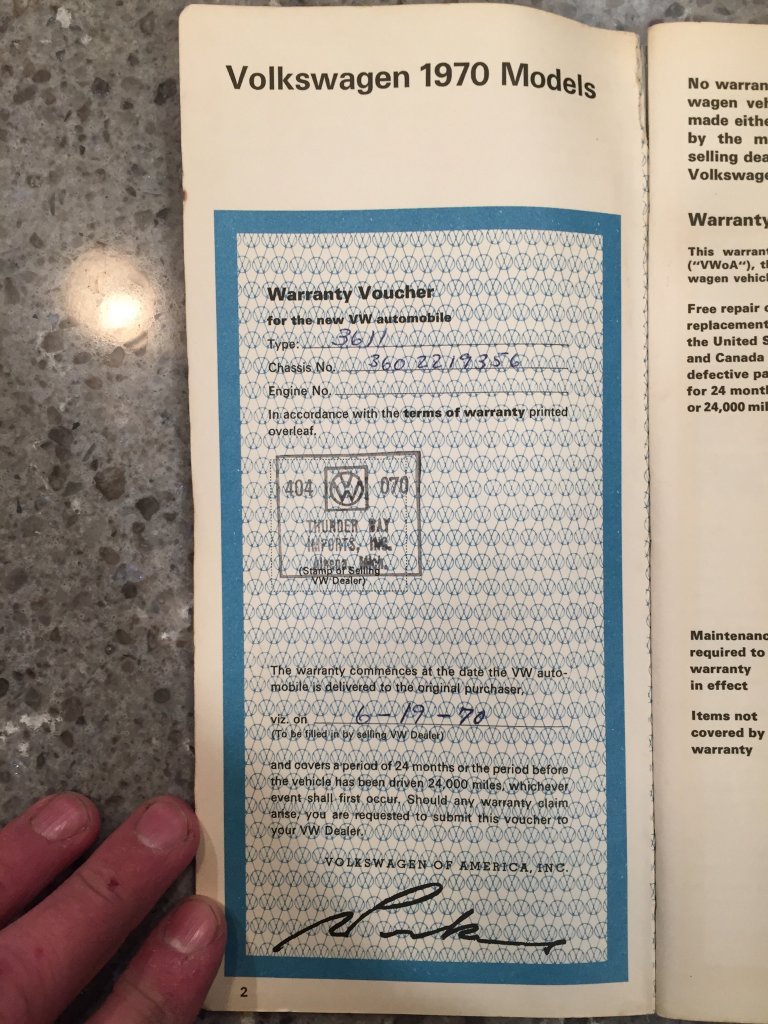 Volkswagen 1970 Models
Warranty Voucher
for the new VW automobile
Type: 3611
Chassis No. 360 2219356
Engine No.
In accordance with the terms of warranty printed
overleaf.
404 VW 070
THUNDER BAY
IMPORTS, INC.
Alpena, Mich.
(Stamp of Selling
VW Dealer)
The warranty commences at the date the VW auto-
mobile is delivered to the original purchaser,
viz. on 6-19-70
(To be filled in by selling VW Dealer)
and covers a period of 24 months or the period before
the vehicle has been driven 24,000 miles, whichever
event shall first occur. Should any warranty claim
arise, you are requested to submit this voucher to
your VW Dealer.
VOLKSWAGEN OF AMERICA, INC.
2
No warran
wagen veh
made eithe
by the m
selling dea
Volkswage
Warranty
This warrant
("VWoA"), th
wagen vehicl
Free repair o
replacement
the United S
and Canada
defective pa
for 24 month
or 24,000 mil
Maintenanc
required to
warranty
in effect
Items not
covered by
warranty